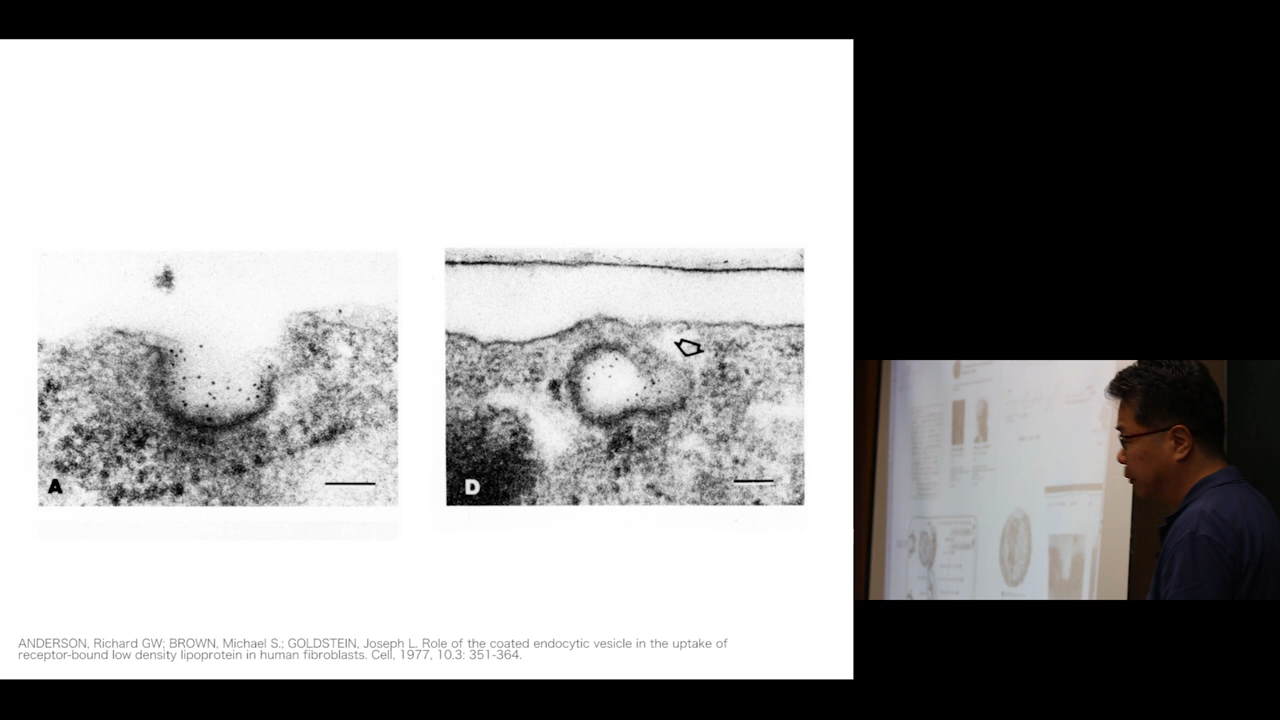 A
D
ANDERSON, Richard GW; BROWN, Michael S.; GOLDSTEIN, Joseph L. Role of the coated endocytic vesicle in the uptake of
receptor-bound low density lipoprotein in human fibroblasts. Cell, 1977, 10.3: 351-364.